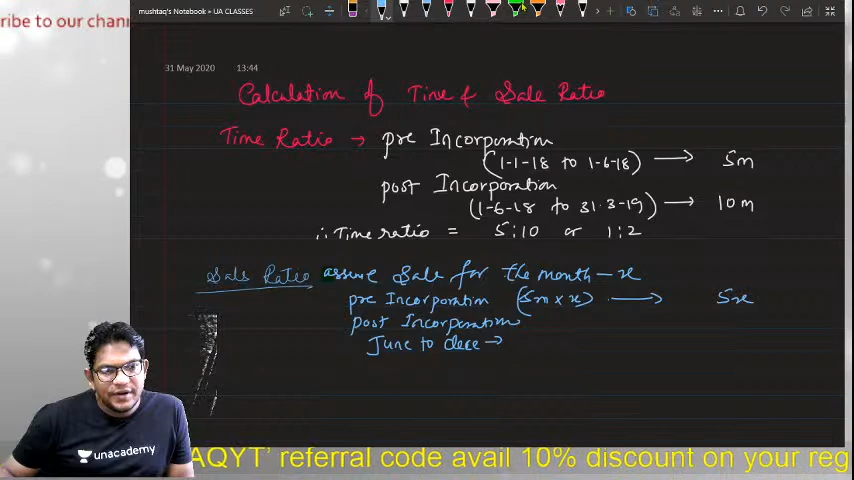 ribe to our chann
mushtaq's Notebook » UA CLASSES
31 May 2020 13:44
Calculation of Time & Sale Ratio
Time Ratio → pre Incorporation
(1-1-18 to 1-6-18) → 5m
post Incorporation
(1-6-18 to 31-3-19) → 10m
∴ Time ratio = 5:10 or 1:2
Sals Ratio assume Sale for the month - x
pre Incorporation (5m × x) → 5x
post Incorporation
June to dece →
unacademy
AQYT’ referral code avail 10% discount on your reg